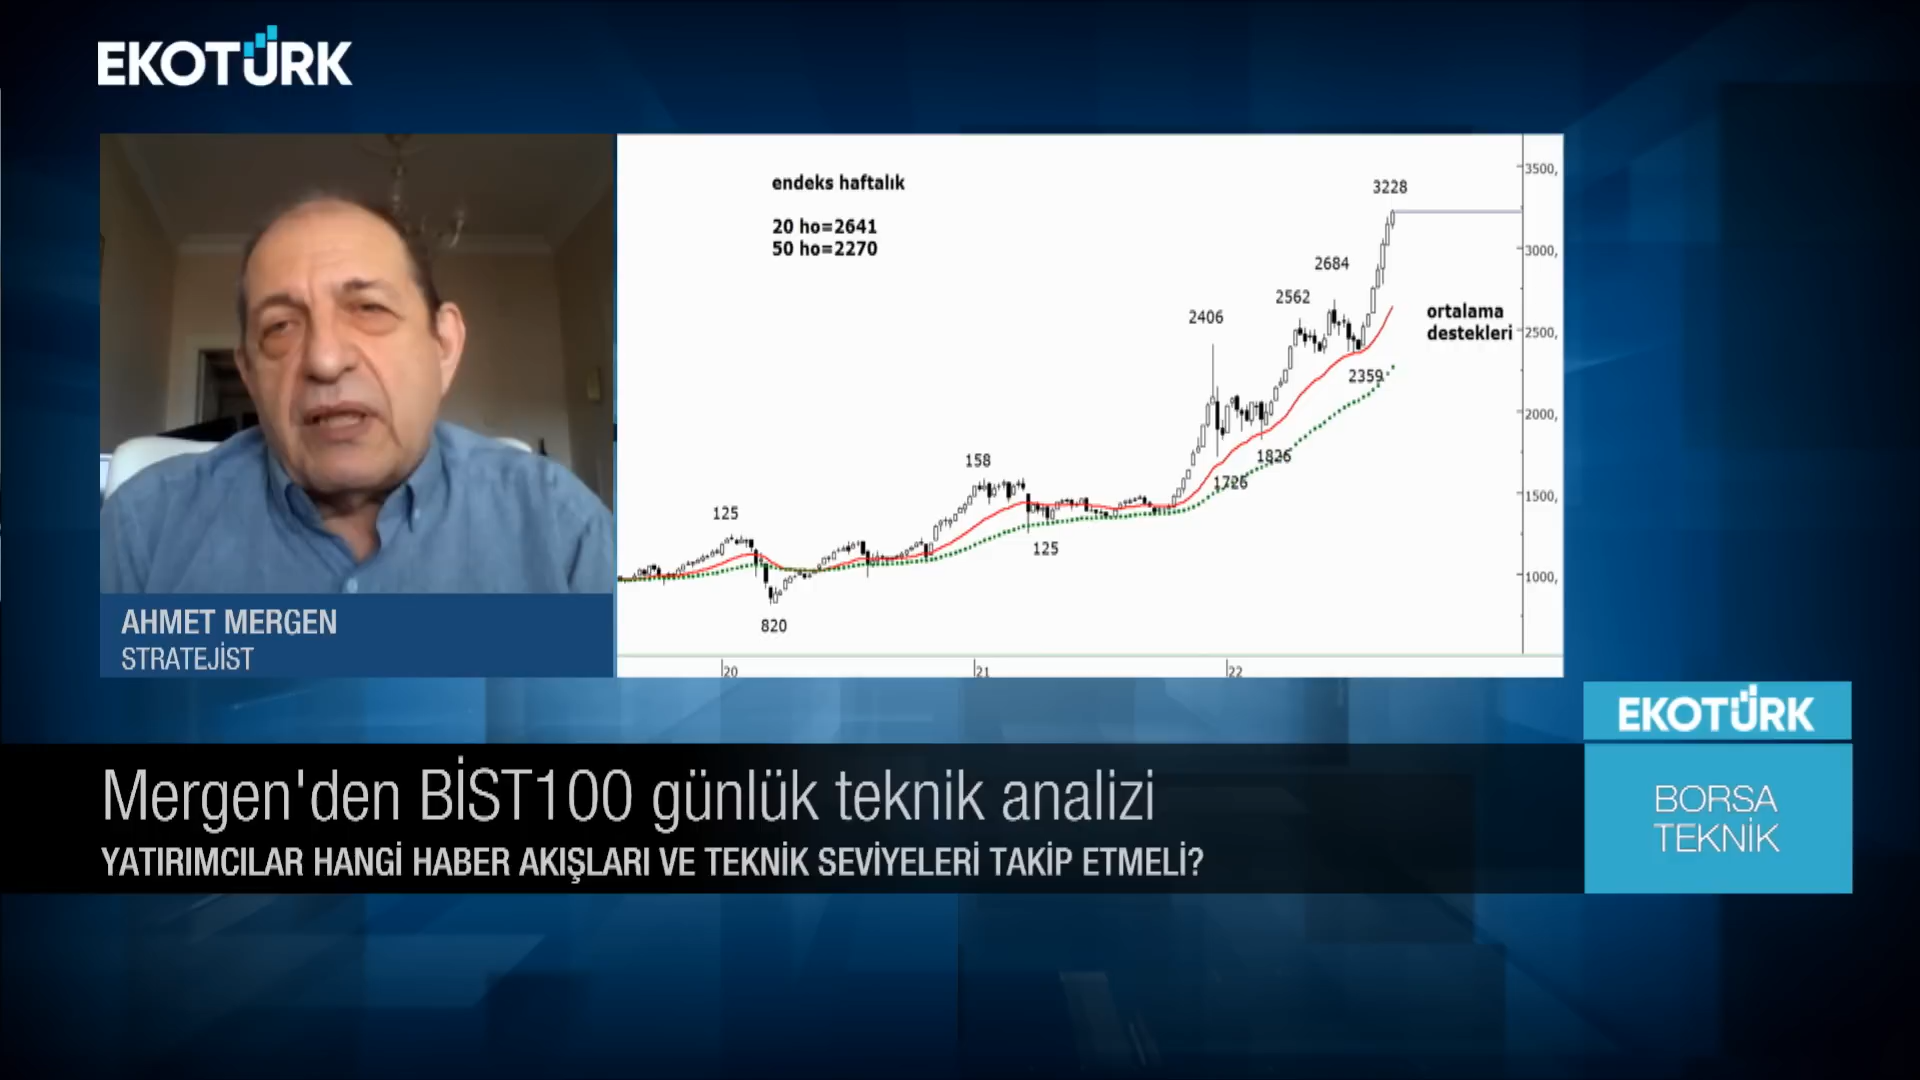 EKOTÜRK
endeks haftalık
20 ho=2641
50 ho=2270
3228
2684
2562
2406
ortalama
destekleri
2359
1826
1726
158
125
125
820
3500,
3000,
2500,
2000,
1500,
1000,
20
21
22
AHMET MERGEN
STRATEJİST
EKOTÜRK
BORSA
TEKNİK
Mergen'den BİST100 günlük teknik analizi
YATIRIMCILAR HANGİ HABER AKIŞLARI VE TEKNİK SEVİYELERİ TAKİP ETMELİ?